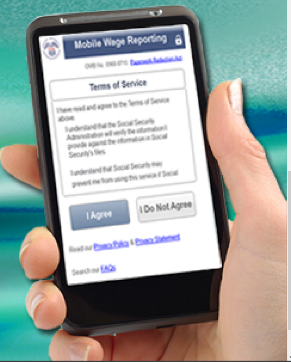 Mobile Wage Reporting
OMB No. 0960-0715 Paperwork Reduction Act
Terms of Service
I have read and agree to the Terms of Service
above.
I understand that the Social Security
Administration will verify the information I
provide against the information in Social
Security's files.
I understand that Social Security may
prevent me from using this service if Social
I Agree
I Do Not Agree
Read our Privacy Policy & Privacy Statement
Search our FAQs